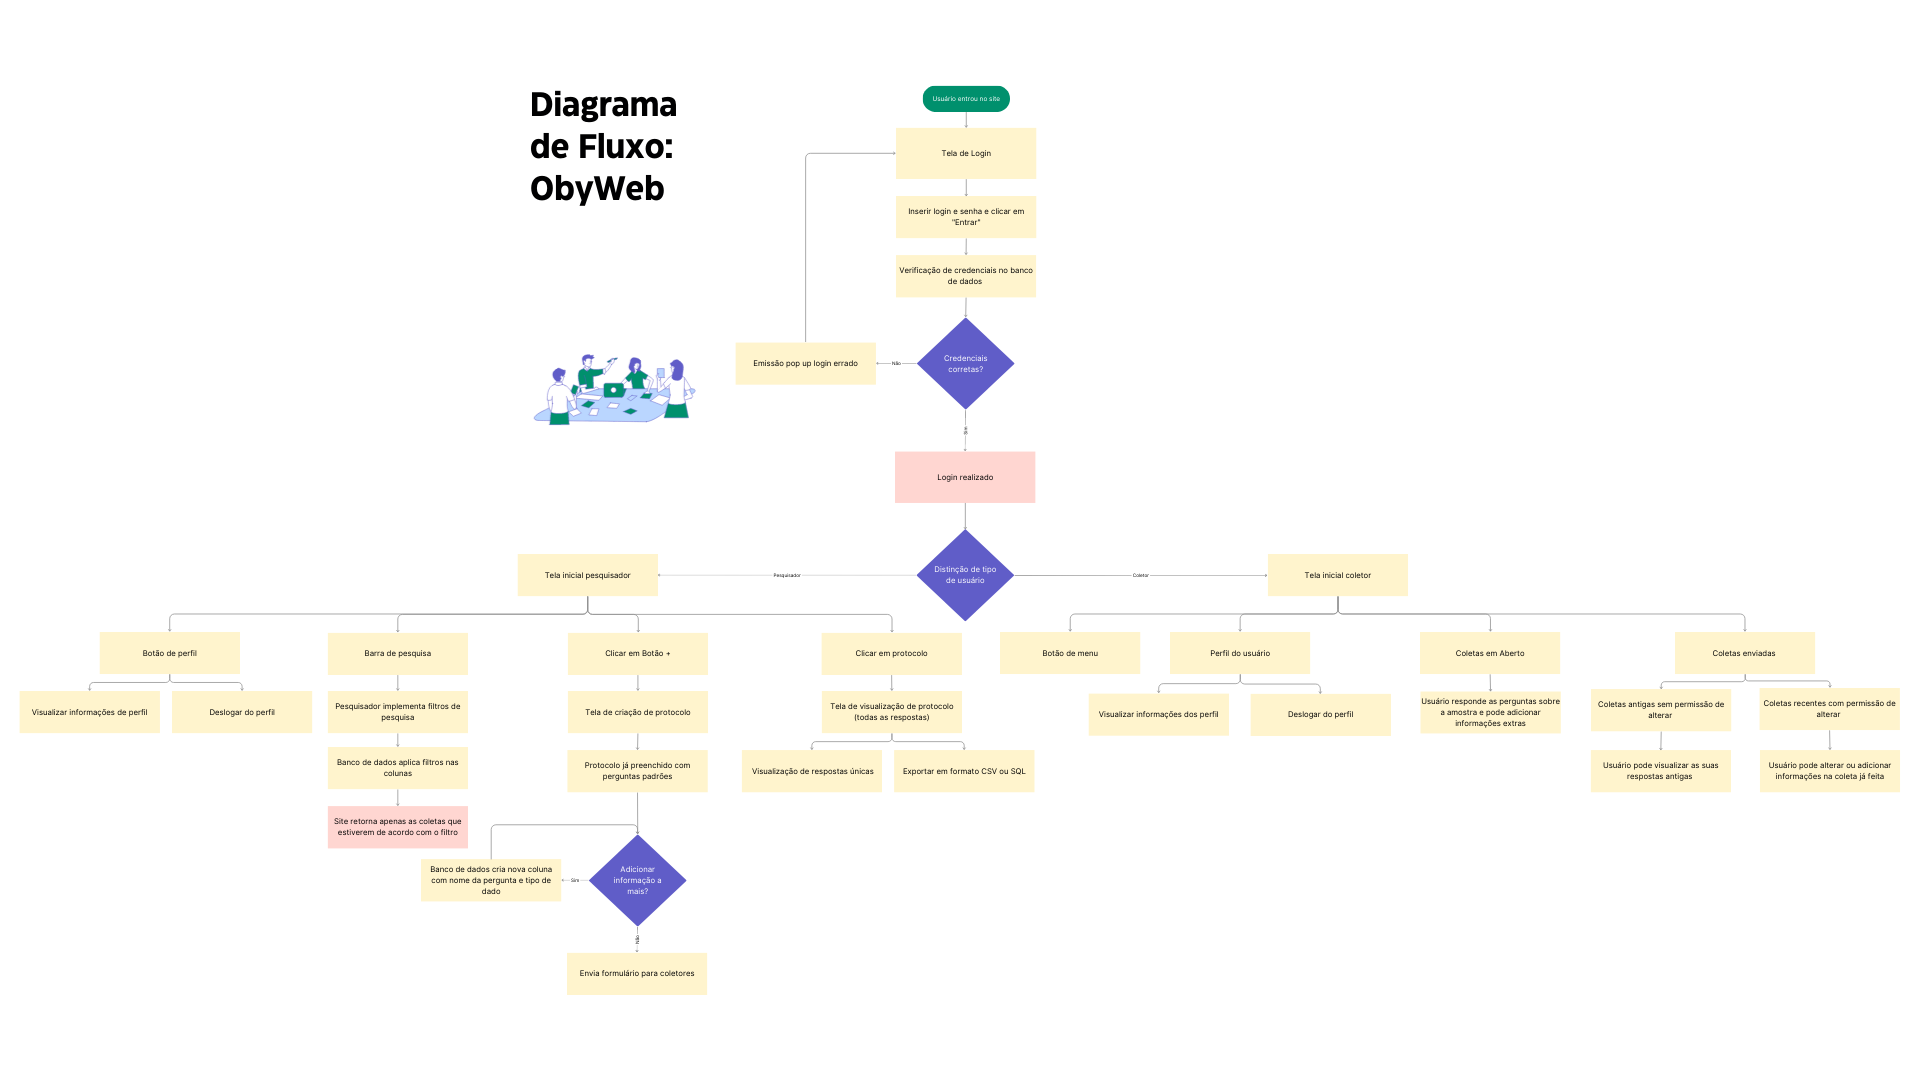 Diagrama
de Fluxo:
ObyWeb
Usuário entrou no site
Tela de Login
Inserir login e senha e clicar em
"Entrar"
Verificação de credenciais no banco
de dados
Credenciais
corretas?
Não
Emissão pop up login errado
Sim
Login realizado
Distinção de tipo
de usuário
Pesquisador
Coletor
Tela inicial pesquisador
Tela inicial coletor
Botão de perfil
Visualizar informações de perfil
Deslogar do perfil
Barra de pesquisa
Pesquisador implementa filtros de
pesquisa
Banco de dados aplica filtros nas
colunas
Site retorna apenas as coletas que
estiverem de acordo com o filtro
Clicar em Botão +
Tela de criação de protocolo
Protocolo já preenchido com
perguntas padrões
Adicionar
informação a
mais?
Sim
Banco de dados cria nova coluna
com nome da pergunta e tipo de
dado
Não
Envia formulário para coletores
Clicar em protocolo
Tela de visualização de protocolo
(todas as respostas)
Visualização de respostas únicas
Exportar em formato CSV ou SQL
Botão de menu
Perfil do usuário
Visualizar informações dos perfil
Deslogar do perfil
Coletas em Aberto
Usuário responde as perguntas sobre
a amostra e pode adicionar
informações extras
Coletas enviadas
Coletas antigas sem permissão de
alterar
Usuário pode visualizar as suas
respostas antigas
Coletas recentes com permissão de
alterar
Usuário pode alterar ou adicionar
informações na coleta já feita